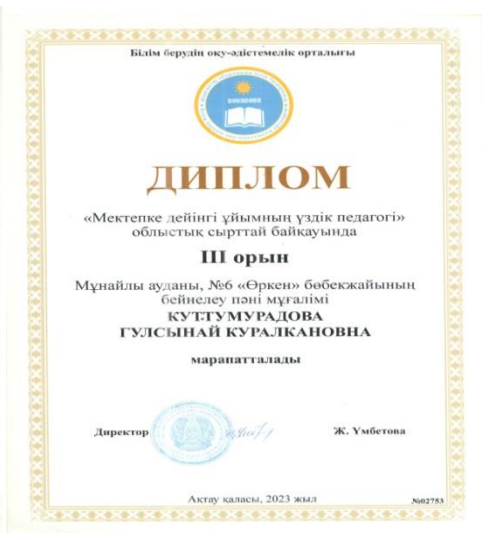 Білім берудің оқу-әдістемелік орталығы
ДИПЛОМ
«Мектепке дейінгі ұйымның үздік педагогі»
облыстық сырттай байқауында
III орын
Мұнайлы ауданы, №6 «Өркен» бөбекжайының
бейнелеу пәні мұғалімі
КУТТУМУРАДОВА
ГУЛСЫНАЙ КУРАЛКАНОВНА
марапатталады
Директор
Ж. Үмбетова
Ақтау қаласы, 2023 жыл
№02753